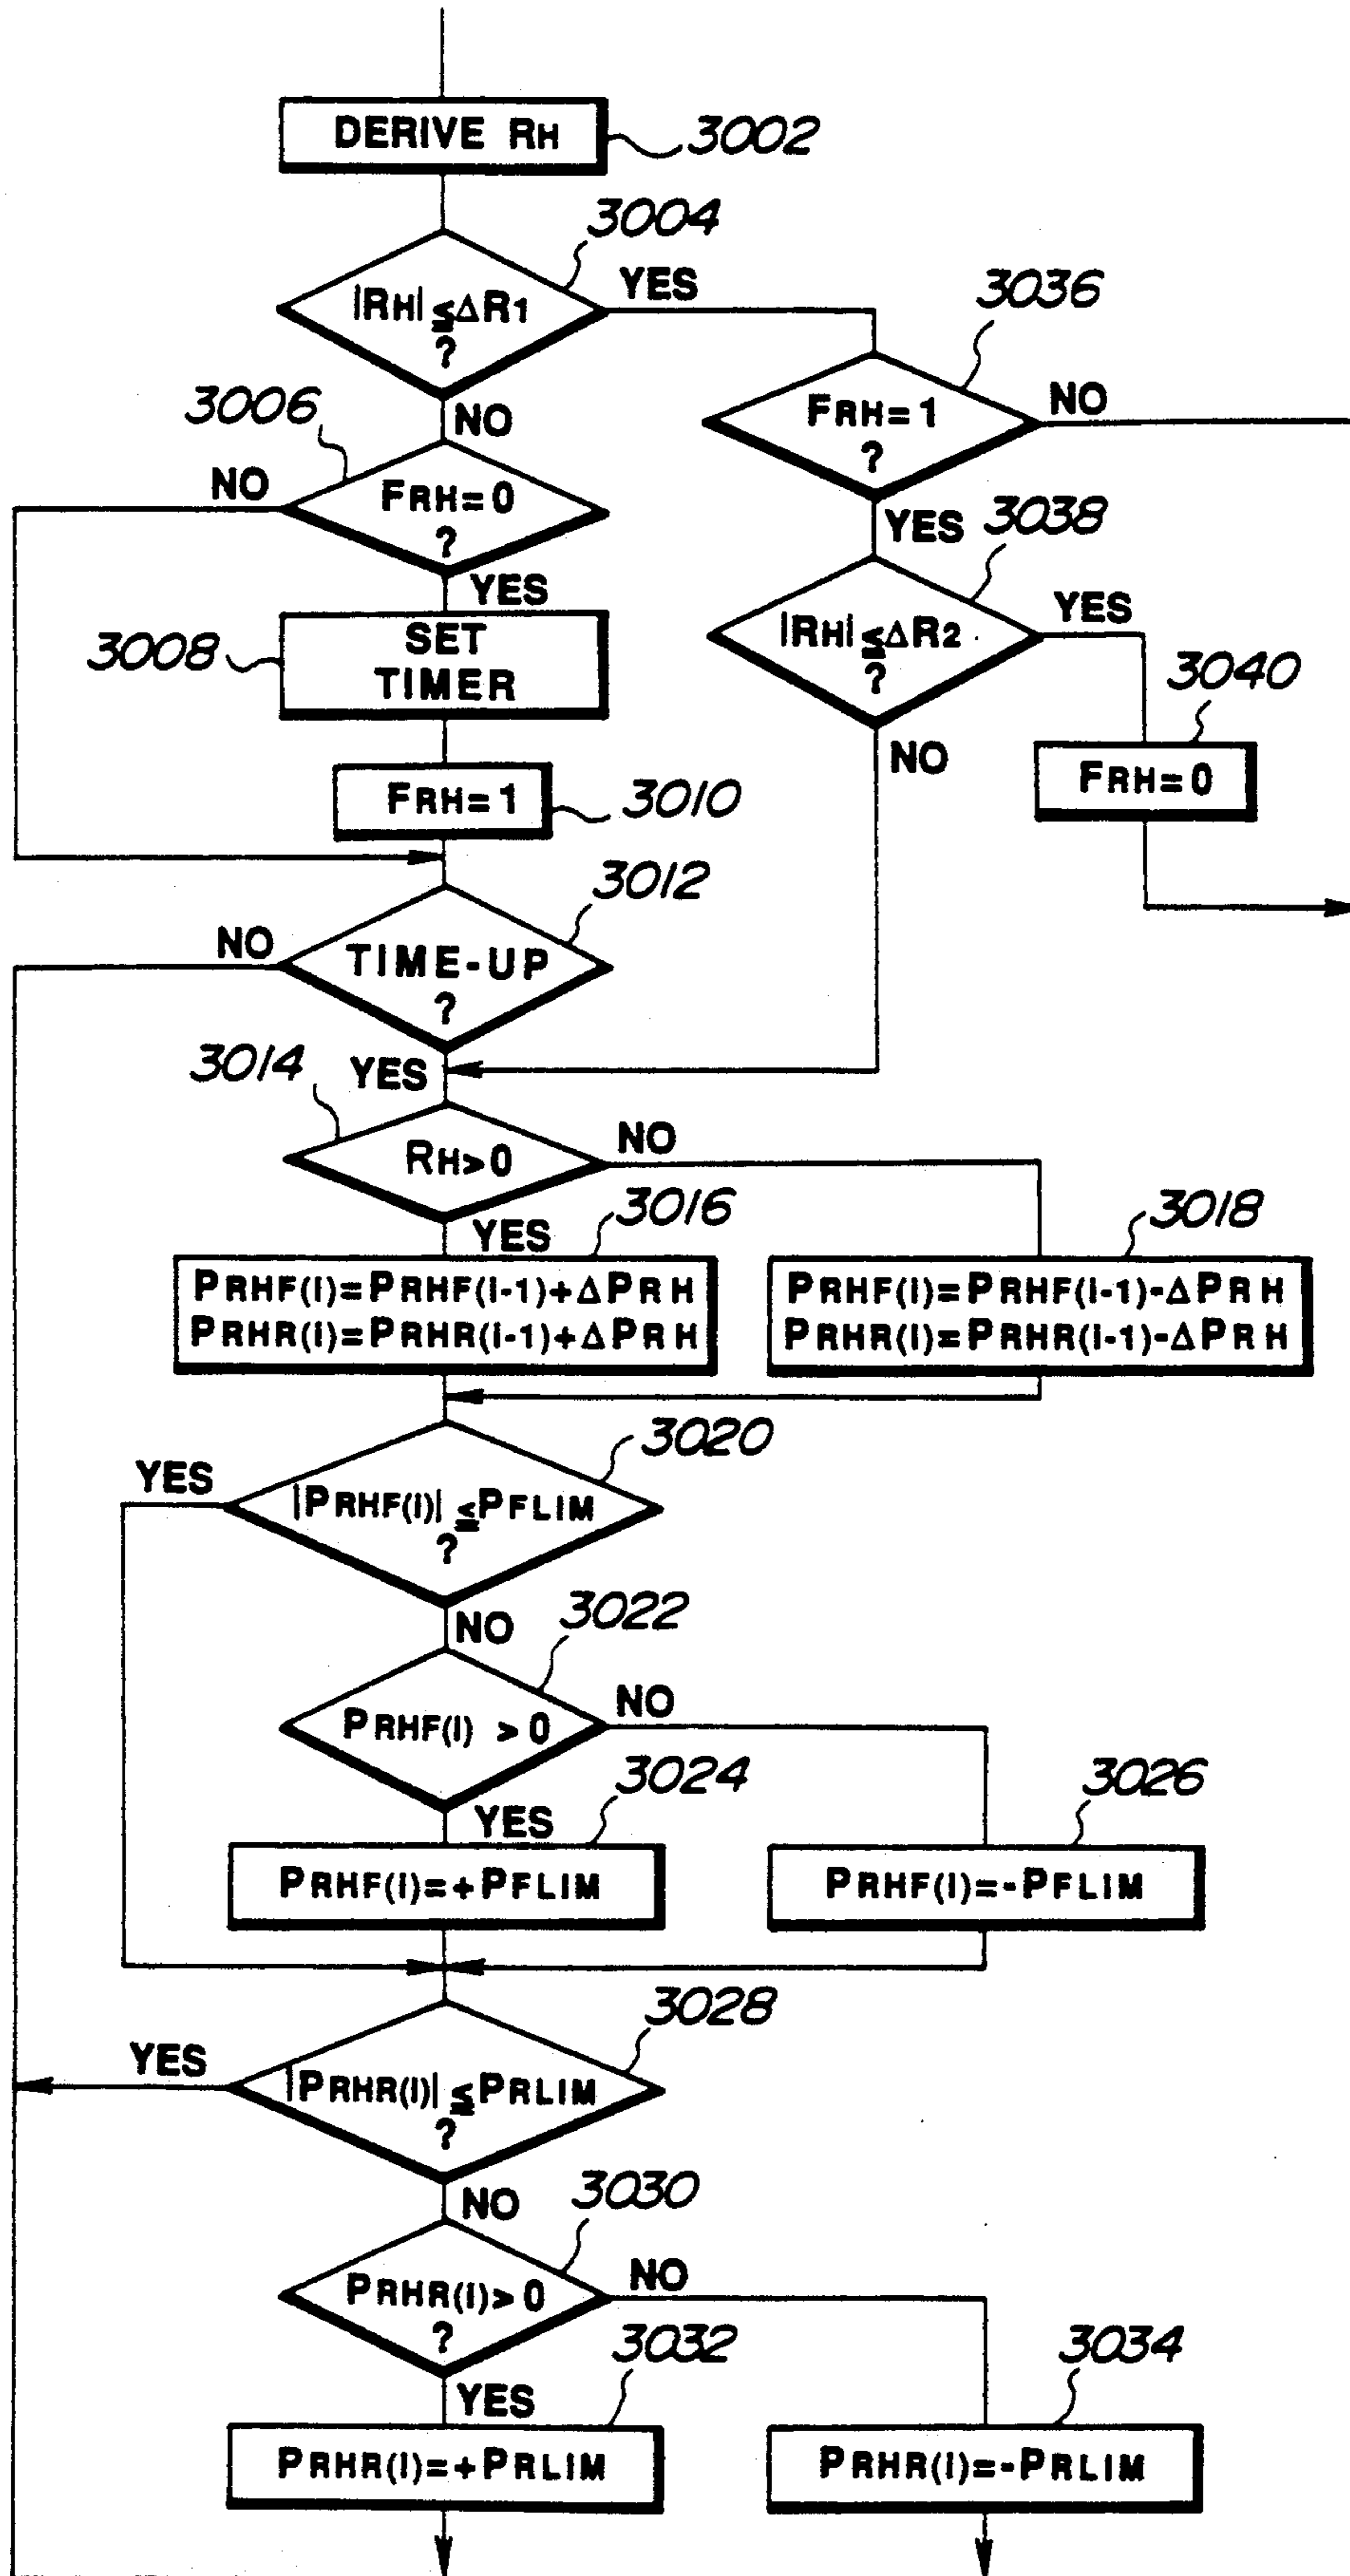 DERIVE RH
3002
3004
|RH| ≦ ΔR1
?
YES
NO
3036
FRH=1
?
NO
YES
3006
FRH=0
?
NO
YES
3038
|RH| ≦ ΔR2
?
YES
NO
3008
SET
TIMER
3040
FRH=0
FRH=1
3010
3012
TIME-UP
?
NO
YES
3014
RH>0
NO
YES
3016
PRHF(i)=PRHF(i-1)+ΔPRH
PRHR(i)=PRHR(i-1)+ΔPRH
3018
PRHF(i)=PRHF(i-1)-ΔPRH
PRHR(i)=PRHR(i-1)-ΔPRH
3020
|PRHF(i)| ≦ PFLIM
?
YES
NO
3022
PRHF(i) >0
NO
YES
3024
PRHF(i)=+PFLIM
3026
PRHF(i)=-PFLIM
3028
|PRHR(i)| ≦ PRLIM
?
YES
NO
3030
PRHR(i)>0
?
NO
YES
3032
PRHR(i)=+PRLIM
3034
PRHR(i)=-PRLIM